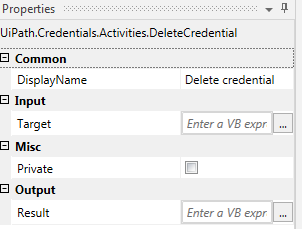 Properties
UiPath.Credentials.Activities.DeleteCredential
Common
DisplayName Delete credential
Input
Target Enter a VB expr ...
Misc
Private
Output
Result Enter a VB expr ...